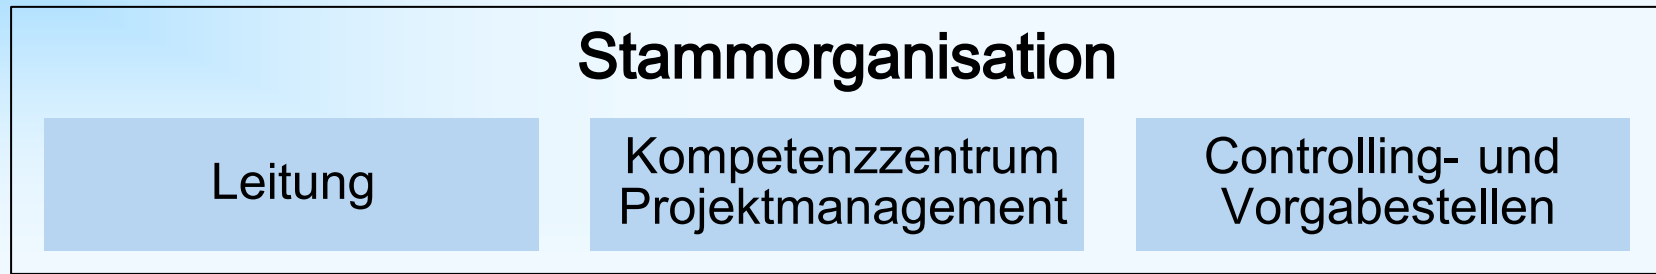 Stammorganisation
Leitung
Kompetenzzentrum
Projektmanagement
Controlling- und
Vorgabestellen